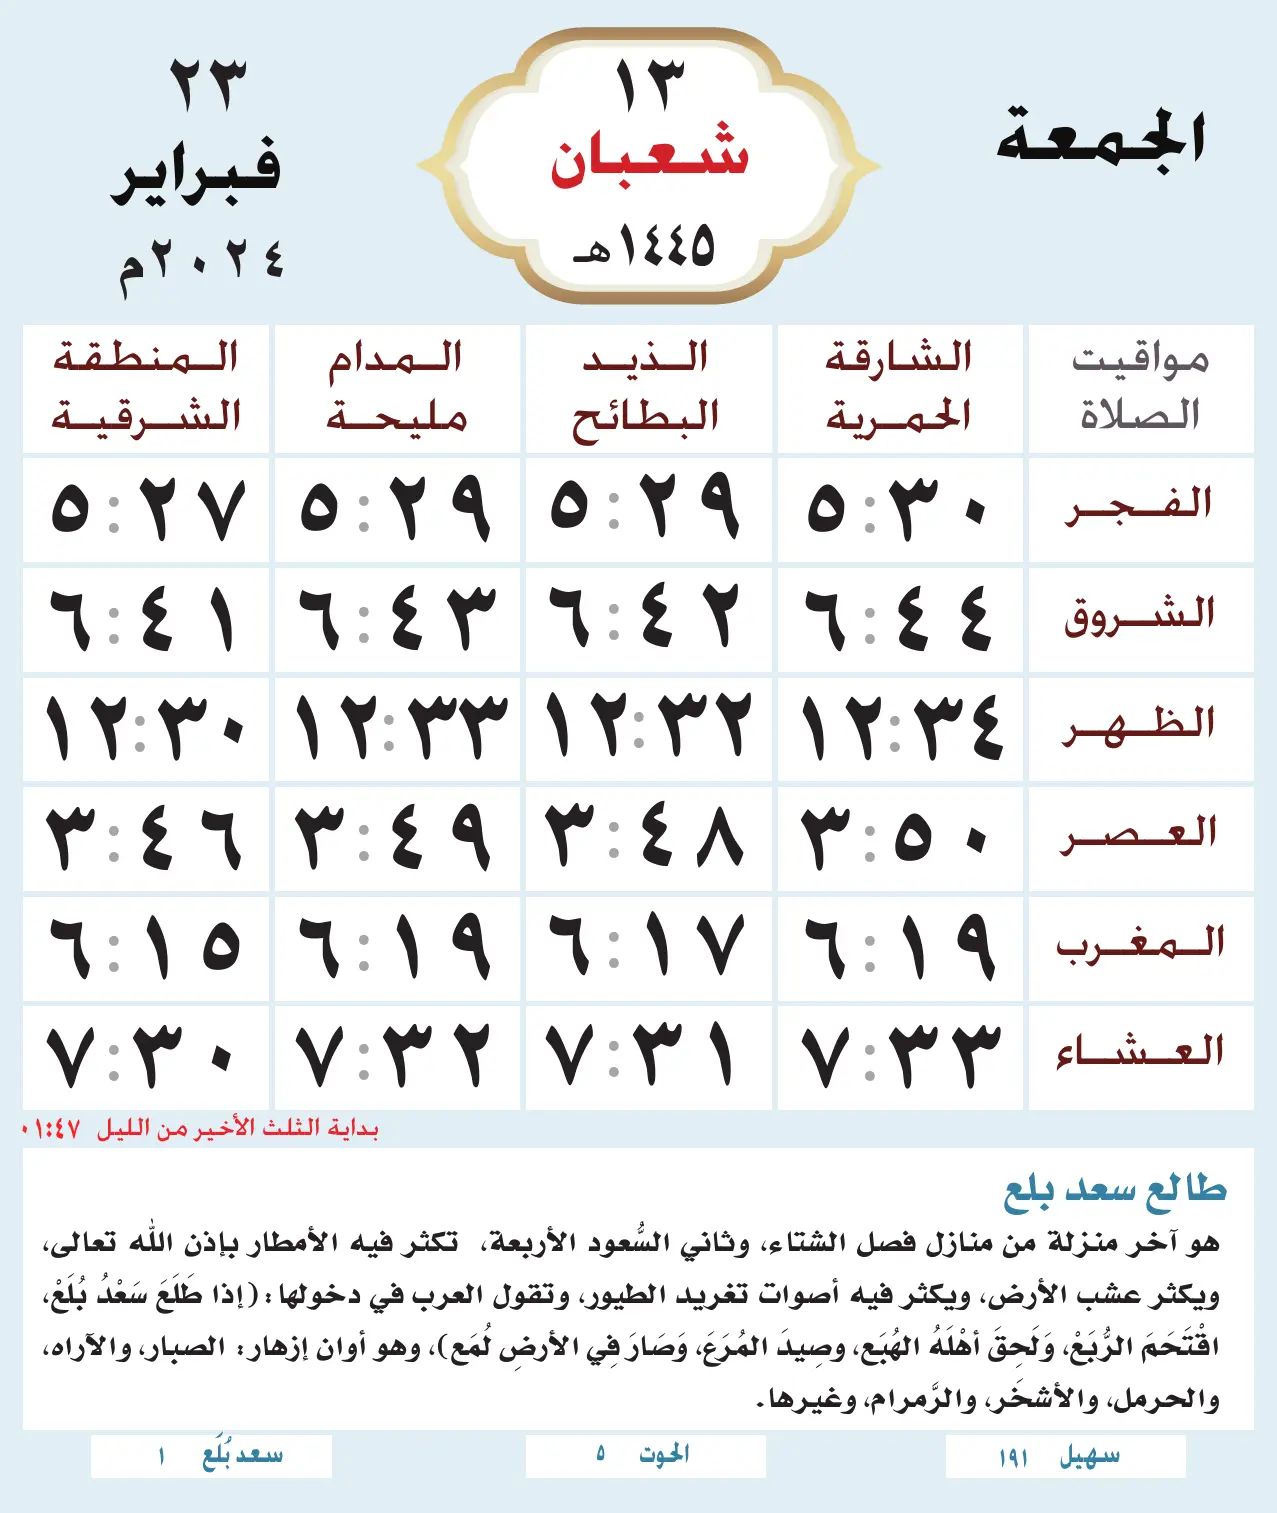 الجمعة
١٣
شعبان
١٤٤٥هـ
٢٣
فبراير
٢٠٢٤م
مواقيت الصلاة	الشارقة الحمرية	الذيد البطائح	المدام مليحة	المنطقة الشرقية
الفجر	٥:٣٠	٥:٢٩	٥:٢٩	٥:٢٧
الشروق	٦:٤٤	٦:٤٢	٦:٤٣	٦:٤١
الظهر	١٢:٣٤	١٢:٣٢	١٢:٣٣	١٢:٣٠
العصر	٣:٥٠	٣:٤٨	٣:٤٩	٣:٤٦
المغرب	٦:١٩	٦:١٧	٦:١٩	٦:١٥
العشاء	٧:٣٣	٧:٣١	٧:٣٢	٧:٣٠
بداية الثلث الأخير من الليل ٠١:٤٧
طالع سعد بلع
هو آخر منزلة من منازل فصل الشتاء، وثاني السُّعود الأربعة، تكثر فيه الأمطار بإذن الله تعالى،
ويكثر عشب الأرض، ويكثر فيه أصوات تغريد الطيور، وتقول العرب في دخولها: (إذا طَلَعَ سَعْدُ بُلَعْ،
اقْتَحَمَ الرُّبَعْ، وَلَحِقَ أهْلَهُ الهُبَع، وصِيدَ المُرَعَ، وَصَارَ فِي الأرضِ لُمَع)، وهو أوان إزهار: الصبار، والآراه،
والحرمل، والأشخَر، والرَّمرام، وغيرها.
سهيل ١٩١
الحوت ٥
سعد بُلَع ١